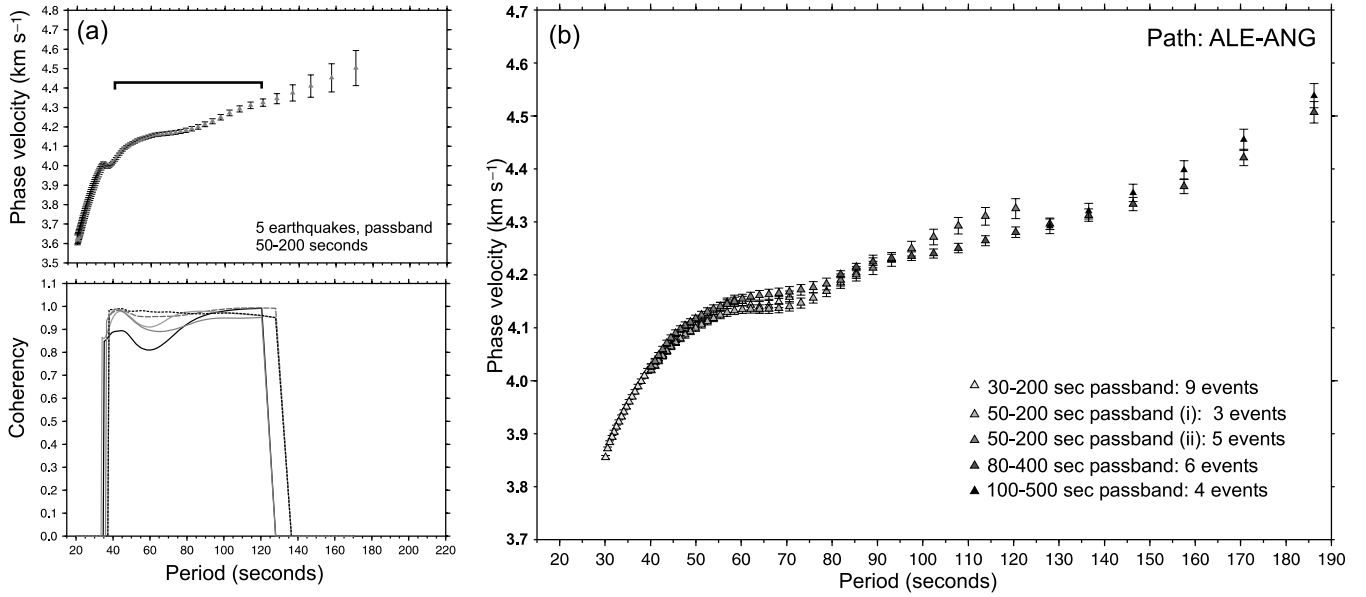 (a)
Phase velocity (km s⁻¹)
4.8
4.7
4.6
4.5
4.4
4.3
4.2
4.1
4.0
3.9
3.8
3.7
3.6
3.5
5 earthquakes, passband
50-200 seconds
Coherency
1.1
1.0
0.9
0.8
0.7
0.6
0.5
0.4
0.3
0.2
0.1
0.0
20 40 60 80 100 120 140 160 180 200 220
Period (seconds)
(b)
Path: ALE-ANG
Phase velocity (km s⁻¹)
4.7
4.6
4.5
4.4
4.3
4.2
4.1
4.0
3.9
3.8
3.7
30-200 sec passband: 9 events
50-200 sec passband (i): 3 events
50-200 sec passband (ii): 5 events
80-400 sec passband: 6 events
100-500 sec passband: 4 events
20 30 40 50 60 70 80 90 100 110 120 130 140 150 160 170 180 190
Period (seconds)